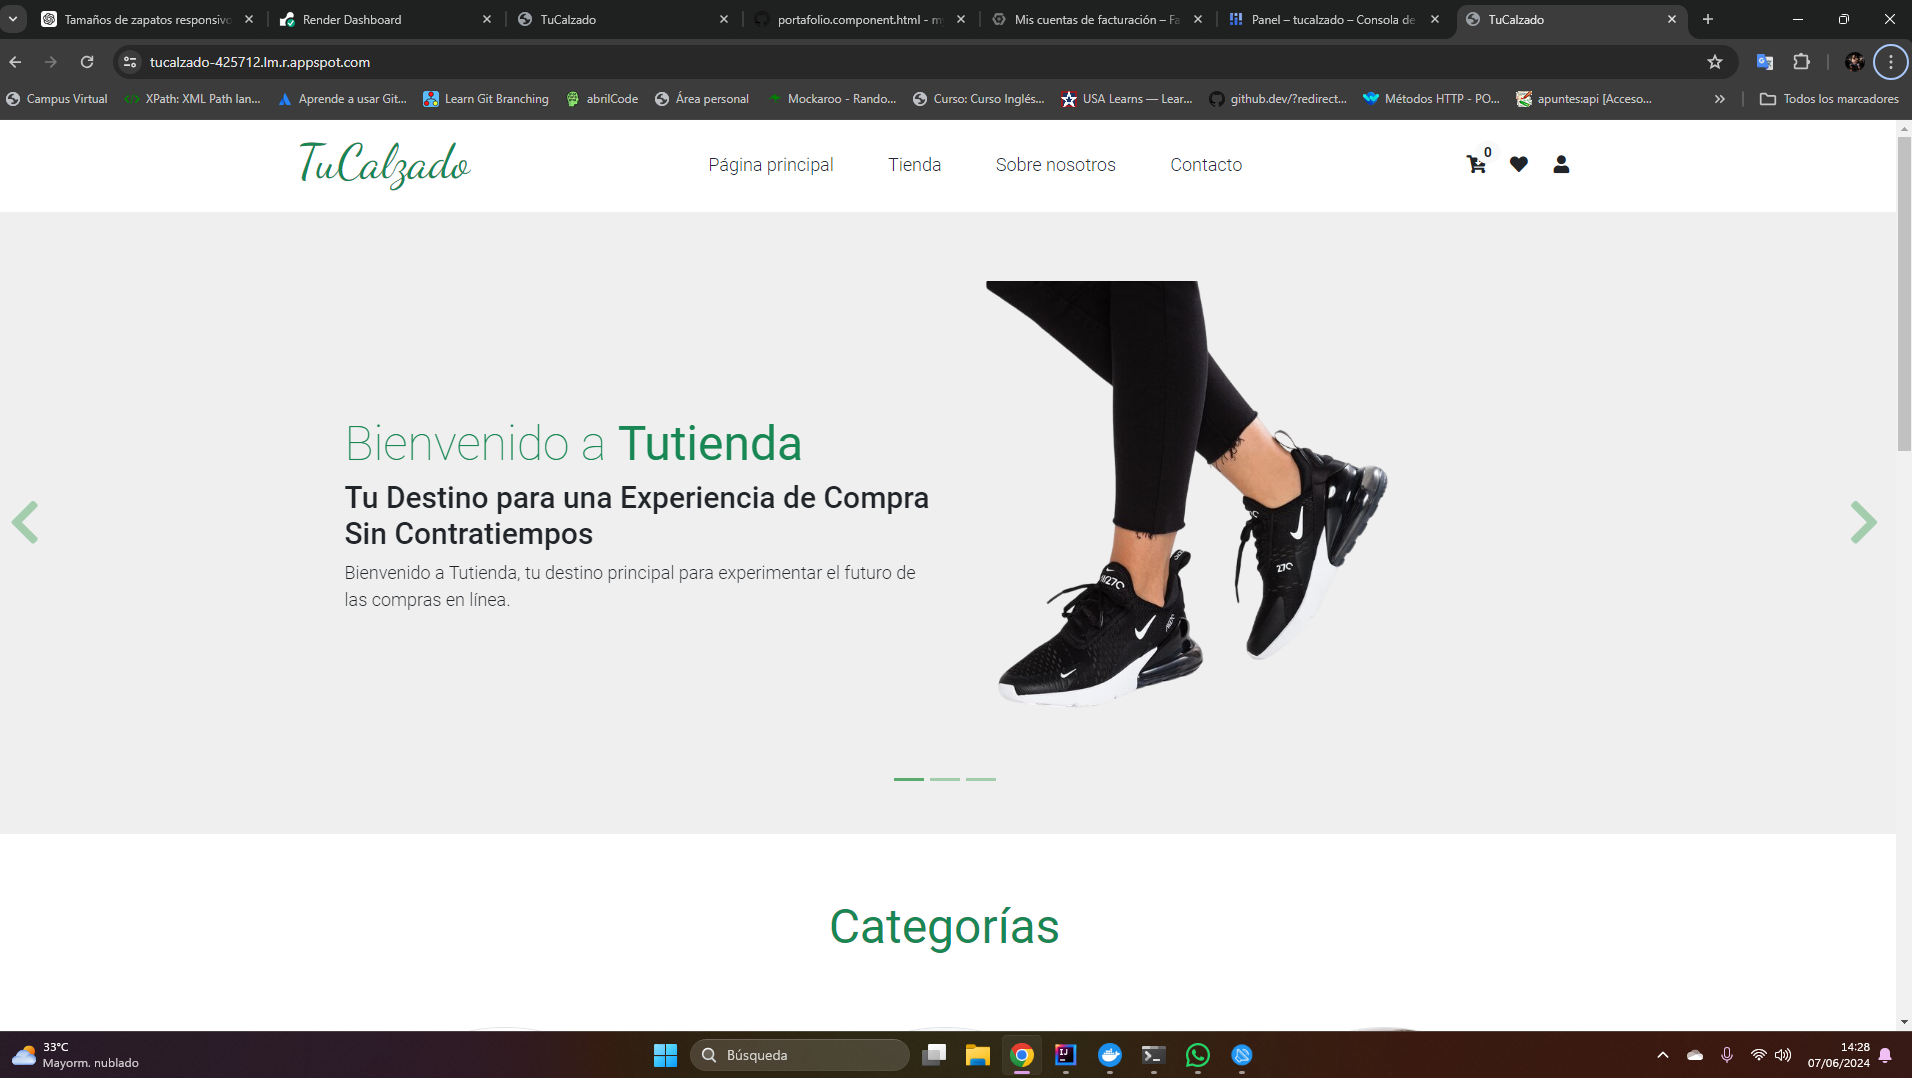 Tamaños de zapatos responsivo
Render Dashboard
TuCalzado
portafolio.component.html - my
Mis cuentas de facturación – Fa
Panel – tucalzado – Consola de
TuCalzado
tucalzado-425712.lm.r.appspot.com
Campus Virtual
XPath: XML Path lan...
Aprende a usar Git...
Learn Git Branching
abrilCode
Área personal
Mockaroo - Rando...
Curso: Curso Inglés...
USA Learns — Lear...
github.dev/?redirect...
Métodos HTTP - PO...
apuntes:api [Acceso...
Todos los marcadores
TuCalzado
Página principal
Tienda
Sobre nosotros
Contacto
0
Bienvenido a Tutienda
Tu Destino para una Experiencia de Compra
Sin Contratiempos
Bienvenido a Tutienda, tu destino principal para experimentar el futuro de
las compras en línea.
270
Categorías
33°C
Mayorm. nublado
Búsqueda
14:28
07/06/2024